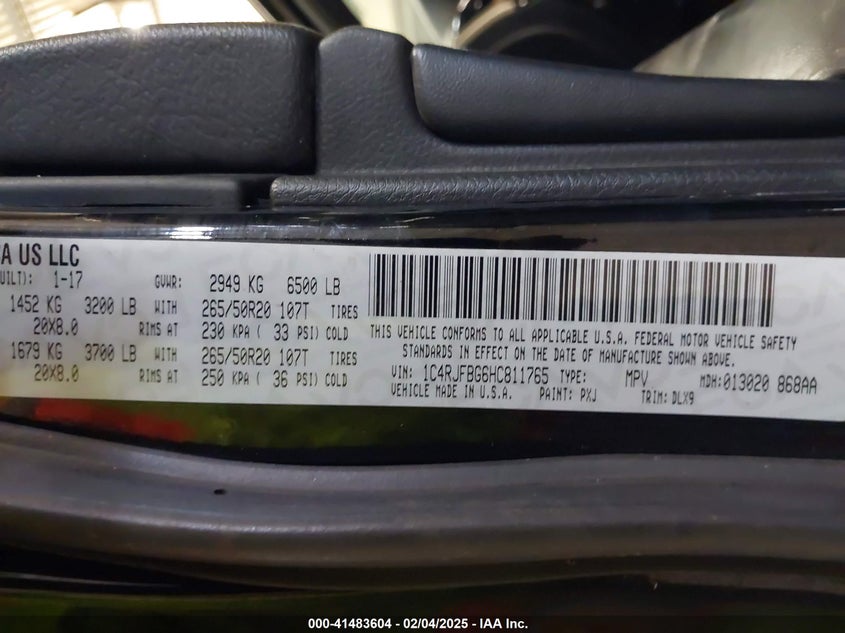 A US LLC
UILT): 1-17 GVWR: 2949 KG 6500 LB
1452 KG 3200 LB WITH 265/50R20 107T TIRES
20X8.0 RIMS AT 230 KPA ( 33 PSI) COLD
1679 KG 3700 LB WITH 265/50R20 107T TIRES
20X8.0 RIMS AT 250 KPA ( 36 PSI) COLD
THIS VEHICLE CONFORMS TO ALL APPLICABLE U.S.A. FEDERAL MOTOR VEHICLE SAFETY
STANDARDS IN EFFECT ON THE DATE OF MANUFACTURE SHOWN ABOVE.
VIN: 1C4RJFBG6HC811765 TYPE: MPV MDH:013020 868AA
VEHICLE MADE IN U.S.A. PAINT: PXJ TRIM: DLX9
000-41483604 — 02/04/2025 — IAA Inc.